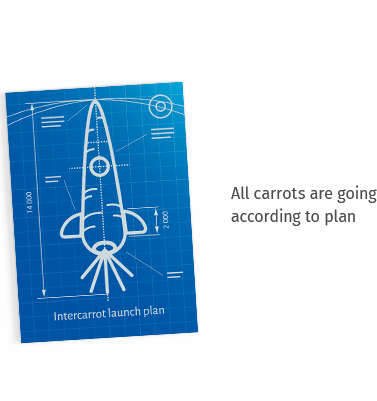 14 000
2 000
Intercarrot launch plan
All carrots are going
according to plan